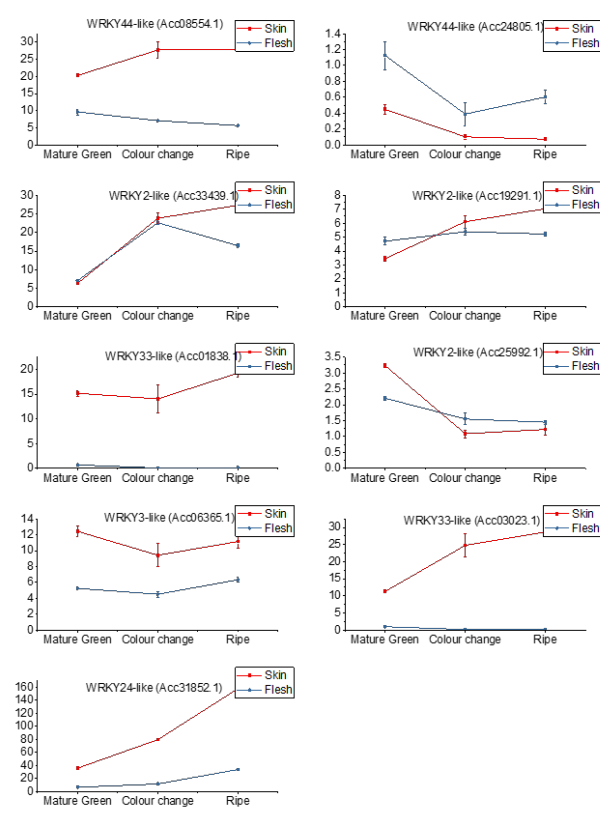 WRKY44-like (Acc08554.1)
Skin
Flesh
30
25
20
15
10
5
0
Mature Green Colour change Ripe
WRKY44-like (Acc24805.1)
Skin
Flesh
1.4
1.2
1.0
0.8
0.6
0.4
0.2
0.0
Mature Green Colour change Ripe
WRKY2-like (Acc33439.1)
Skin
Flesh
30
25
20
15
10
5
0
Mature Green Colour change Ripe
WRKY2-like (Acc19291.1)
Skin
Flesh
8
7
6
5
4
3
2
1
0
Mature Green Colour change Ripe
WRKY33-like (Acc01838.1)
Skin
Flesh
20
15
10
5
0
Mature Green Colour change Ripe
WRKY2-like (Acc25992.1)
Skin
Flesh
3.5
3.0
2.5
2.0
1.5
1.0
0.5
0.0
Mature Green Colour change Ripe
WRKY3-like (Acc06365.1)
Skin
Flesh
14
12
10
8
6
4
2
0
Mature Green Colour change Ripe
WRKY33-like (Acc03023.1)
Skin
Flesh
30
25
20
15
10
5
0
Mature Green Colour change Ripe
WRKY24-like (Acc31852.1)
Skin
Flesh
160
140
120
100
80
60
40
20
0
Mature Green Colour change Ripe